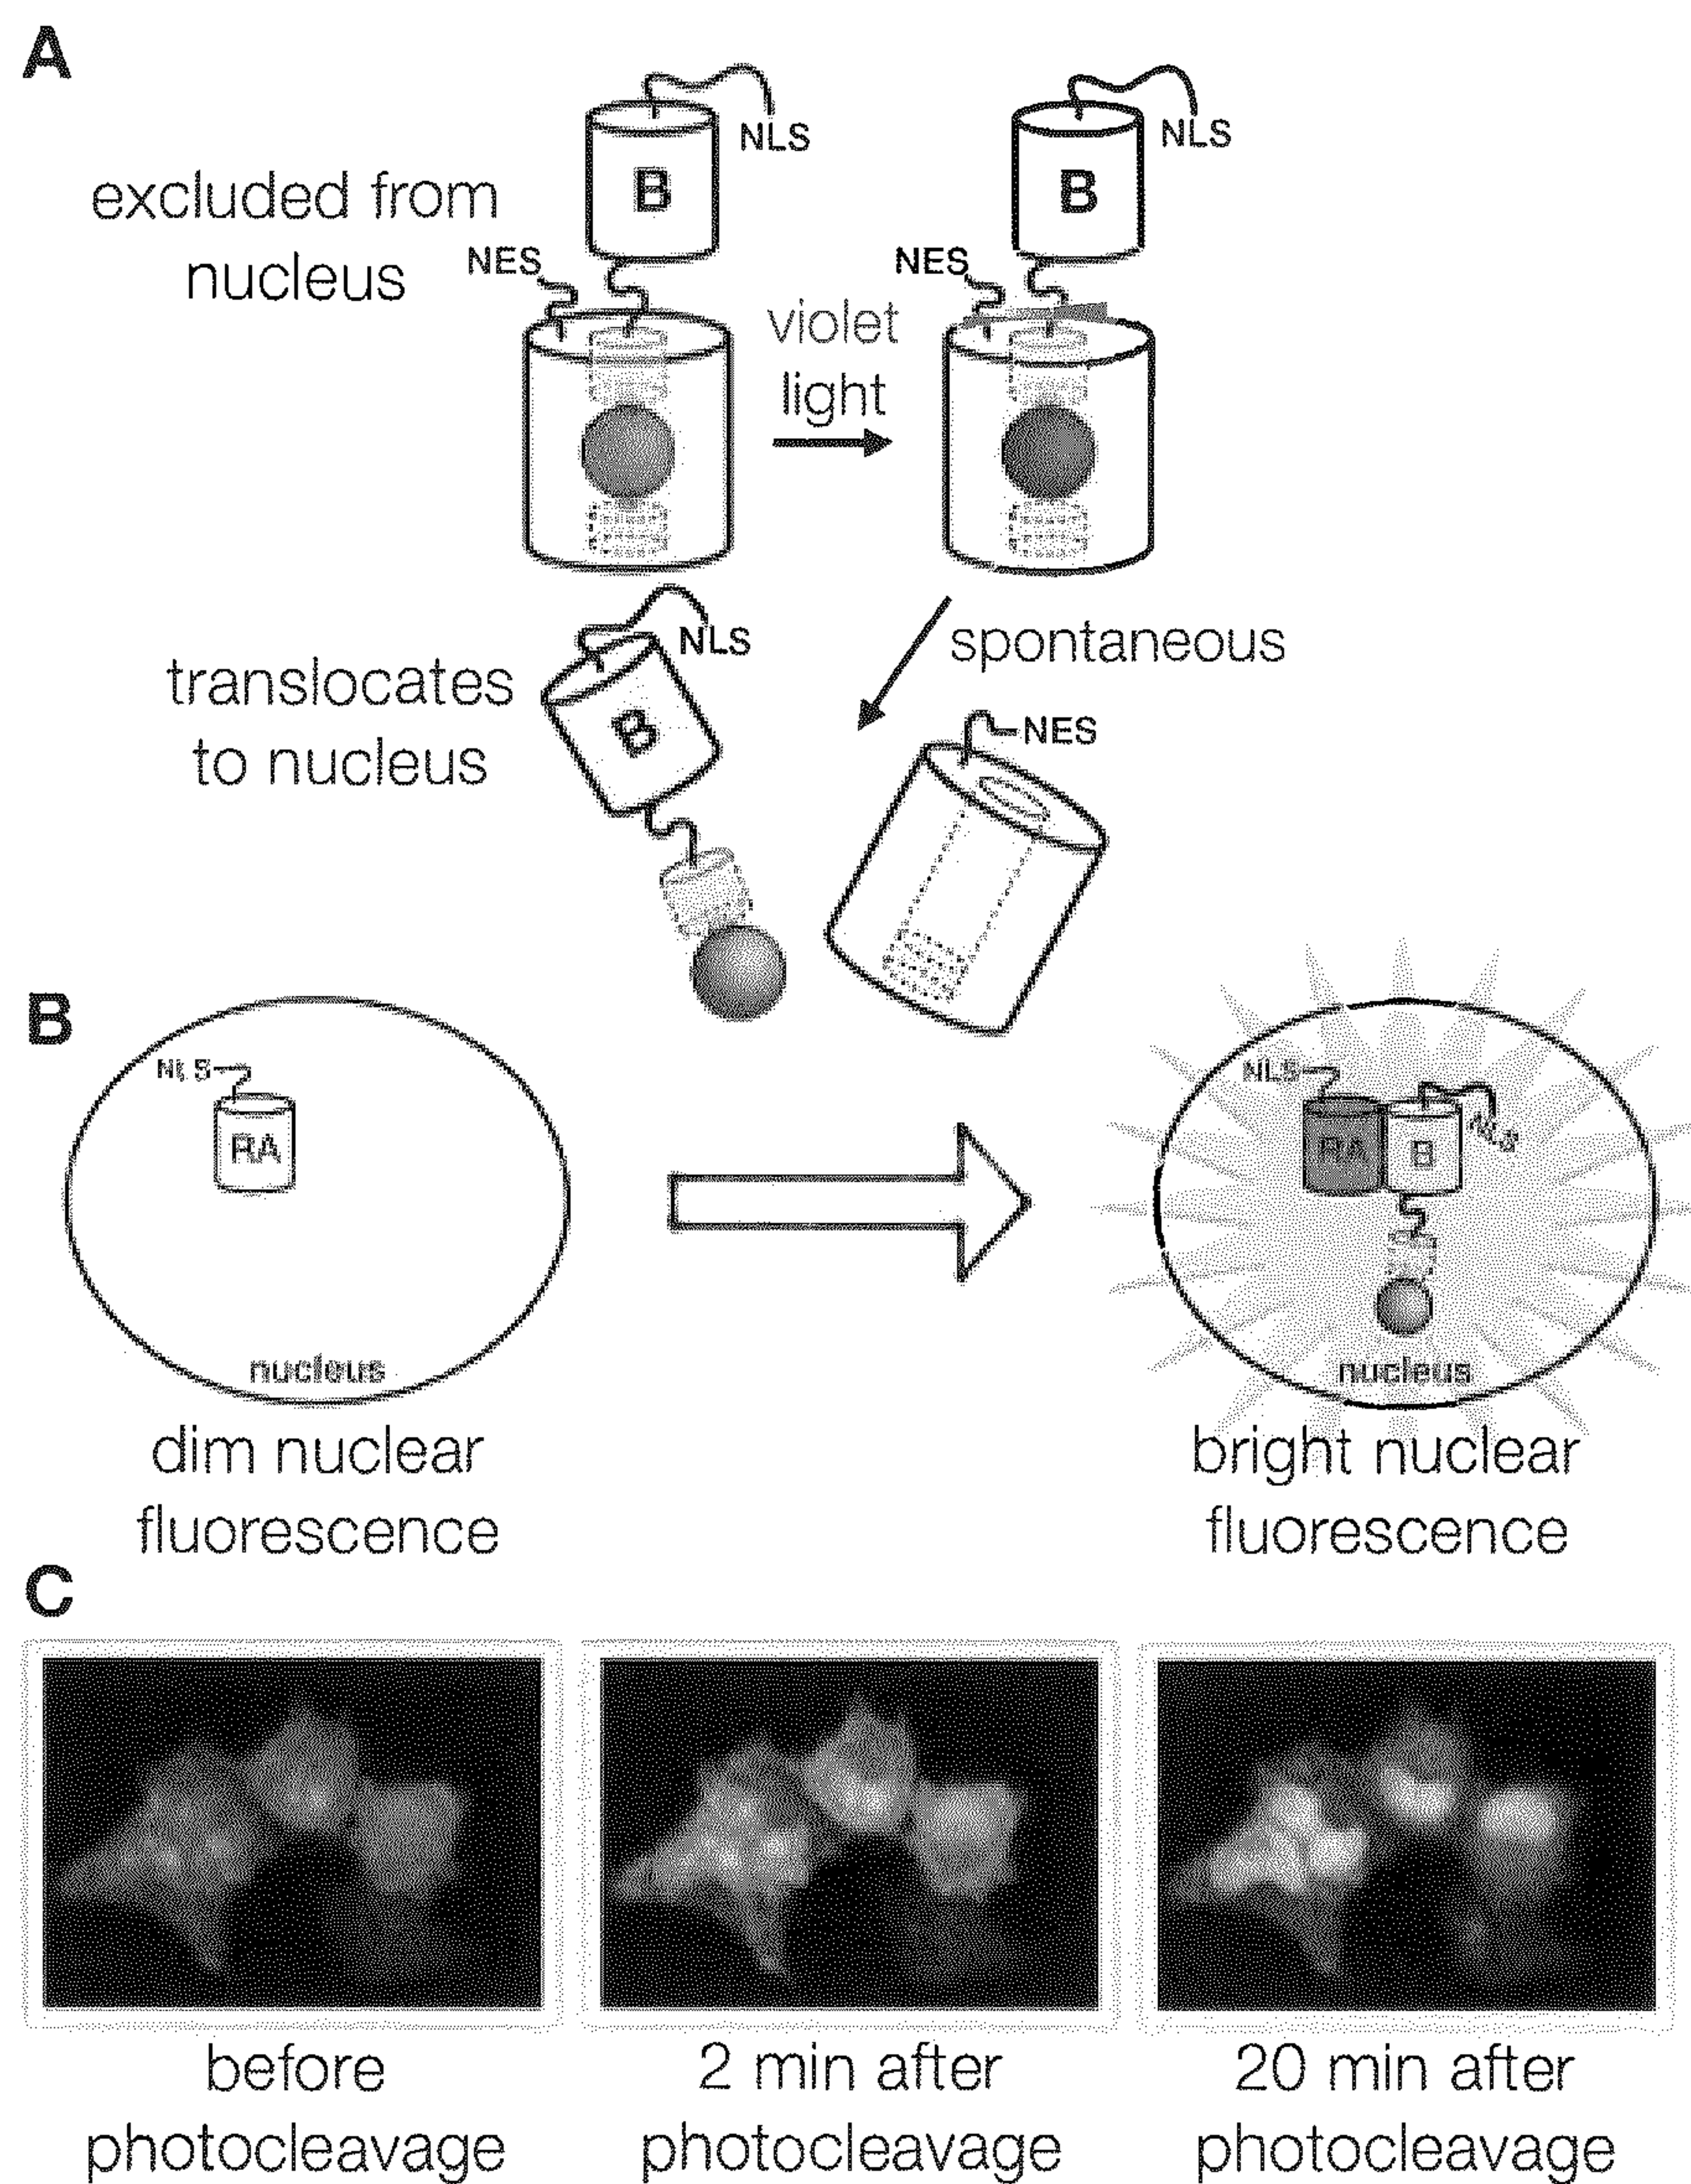 A
NLS
NLS
B
B
excluded from
nucleus
NES
NES
violet
light
NLS
spontaneous
translocates
to nucleus
B
NES
B
NLS
RA
nucleus
dim nuclear
fluorescence
NLS
RA
B
NLS
nucleus
bright nuclear
fluorescence
C
before
photocleavage
2 min after
photocleavage
20 min after
photocleavage